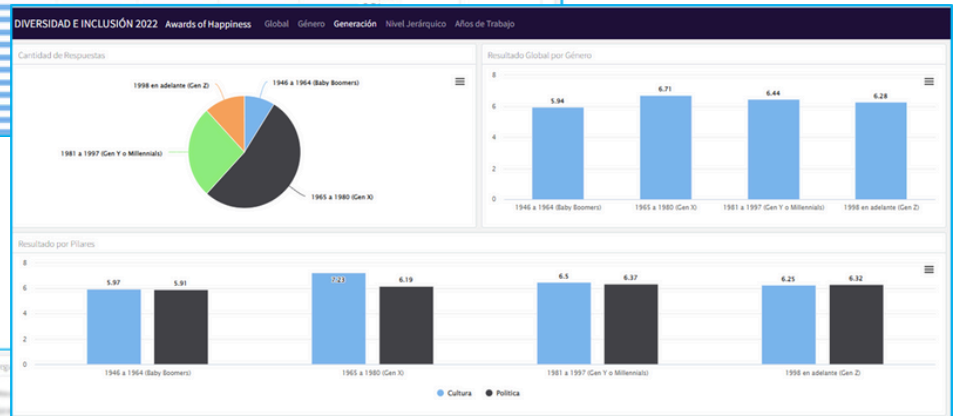 DIVERSIDAD E INCLUSIÓN 2022 Awards of Happiness Global Género Generación Nivel Jerárquico Años de Trabajo
Cantidad de Respuestas
1998 en adelante (Gen Z)
1946 a 1964 (Baby Boomers)
1981 a 1997 (Gen Y o Millennials)
1965 a 1980 (Gen X)
Resultado Global por Género
8
6
4
2
0
5.94
6.71
6.44
6.28
1946 a 1964 (Baby Boomers) 1965 a 1980 (Gen X) 1981 a 1997 (Gen Y o Millennials) 1998 en adelante (Gen Z)
Resultado por Pilares
8
6
4
2
0
5.97 5.91 7.23 6.19 6.5 6.37 6.25 6.32
1946 a 1964 (Baby Boomers) 1965 a 1980 (Gen X) 1981 a 1997 (Gen Y o Millennials) 1998 en adelante (Gen Z)
Cultura Política